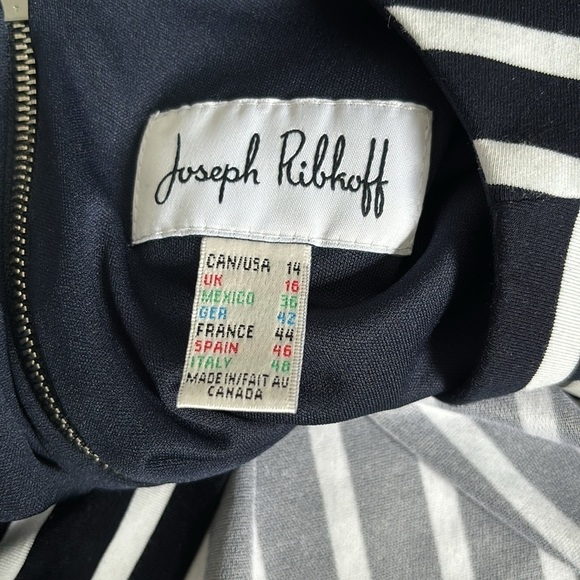 Joseph Ribkoff
CAN/USA 14
UK 16
MEXICO 36
GER 42
FRANCE 44
SPAIN 46
ITALY 48
MADE IN/FAIT AU
CANADA